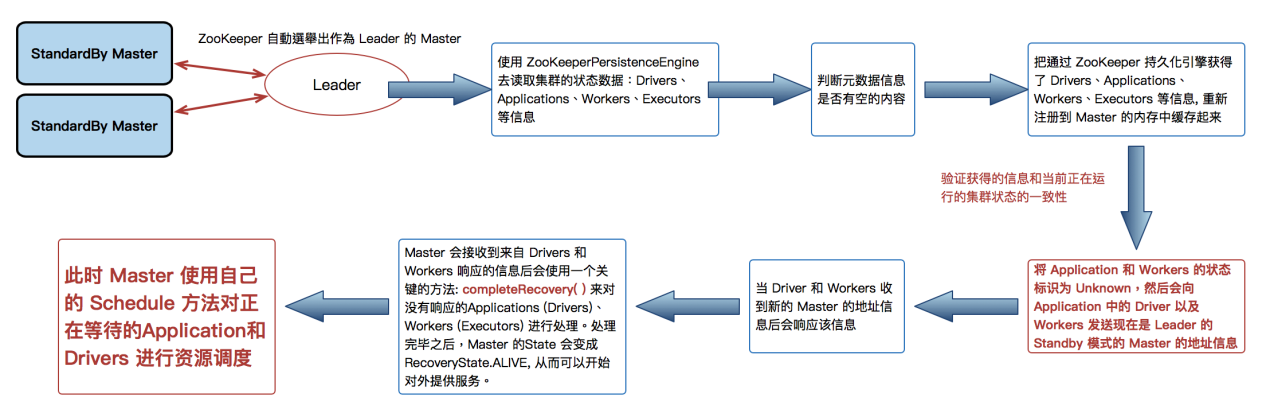 StandardBy Master
StandardBy Master
ZooKeeper 自動選舉出作為 Leader 的 Master
Leader
使用 ZooKeeperPersistenceEngine
去读取集群的状态数据：Drivers、
Applications、Workers、Executors
等信息
判断元数据信息
是否有空的内容
把通过 ZooKeeper 持久化引擎获得
了 Drivers、Applications、
Workers、Executors 等信息, 重新
注册到 Master 的内存中缓存起来
验证获得的信息和当前正在运
行的集群状态的一致性
将 Application 和 Workers 的状态
标识为 Unknown，然后会向
Application 中的 Driver 以及
Workers 发送现在是 Leader 的
Standby 模式的 Master 的地址信息
当 Driver 和 Workers 收
到新的 Master 的地址信
息后会响应该信息
Master 会接收到来自 Drivers 和
Workers 响应的信息后会使用一个关
键的方法: completeRecovery( ) 来对
没有响应的Applications (Drivers)、
Workers (Executors) 进行处理。处理
完毕之后，Master 的State 会变成
RecoveryState.ALIVE, 从而可以开始
对外提供服务。
此时 Master 使用自己
的 Schedule 方法对正
在等待的Application和
Drivers 进行资源调度